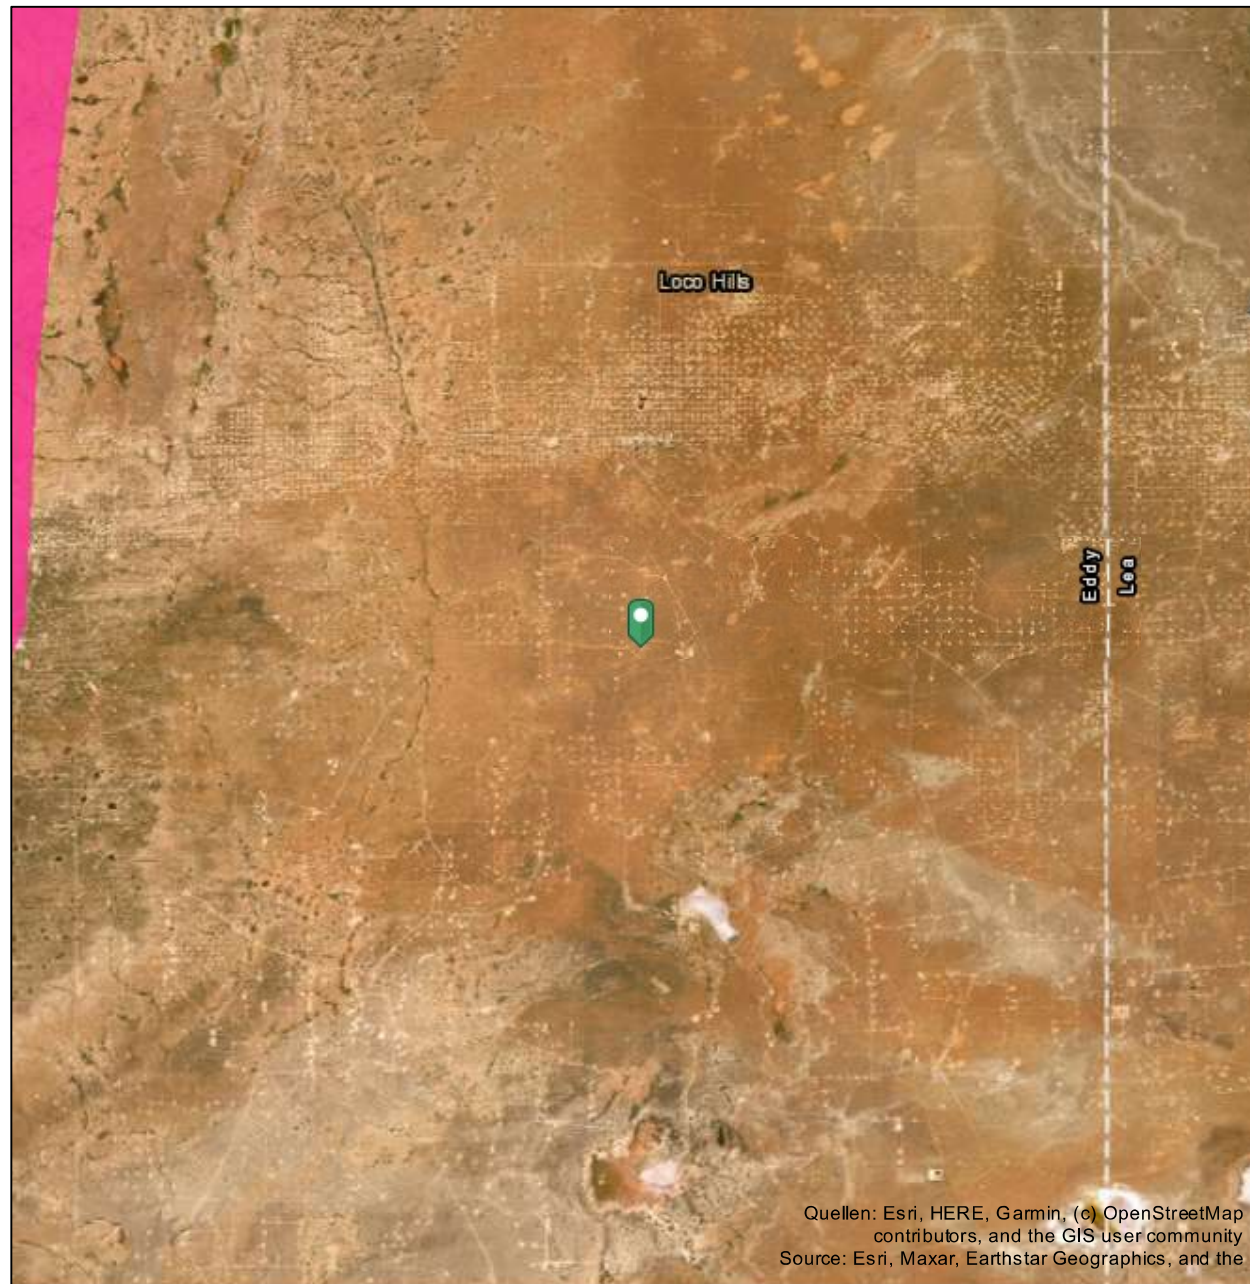 Loco Hills
Eddy
Lea
Quellen: Esri, HERE, Garmin, (c) OpenStreetMap
contributors, and the GIS user community
Source: Esri, Maxar, Earthstar Geographics, and the